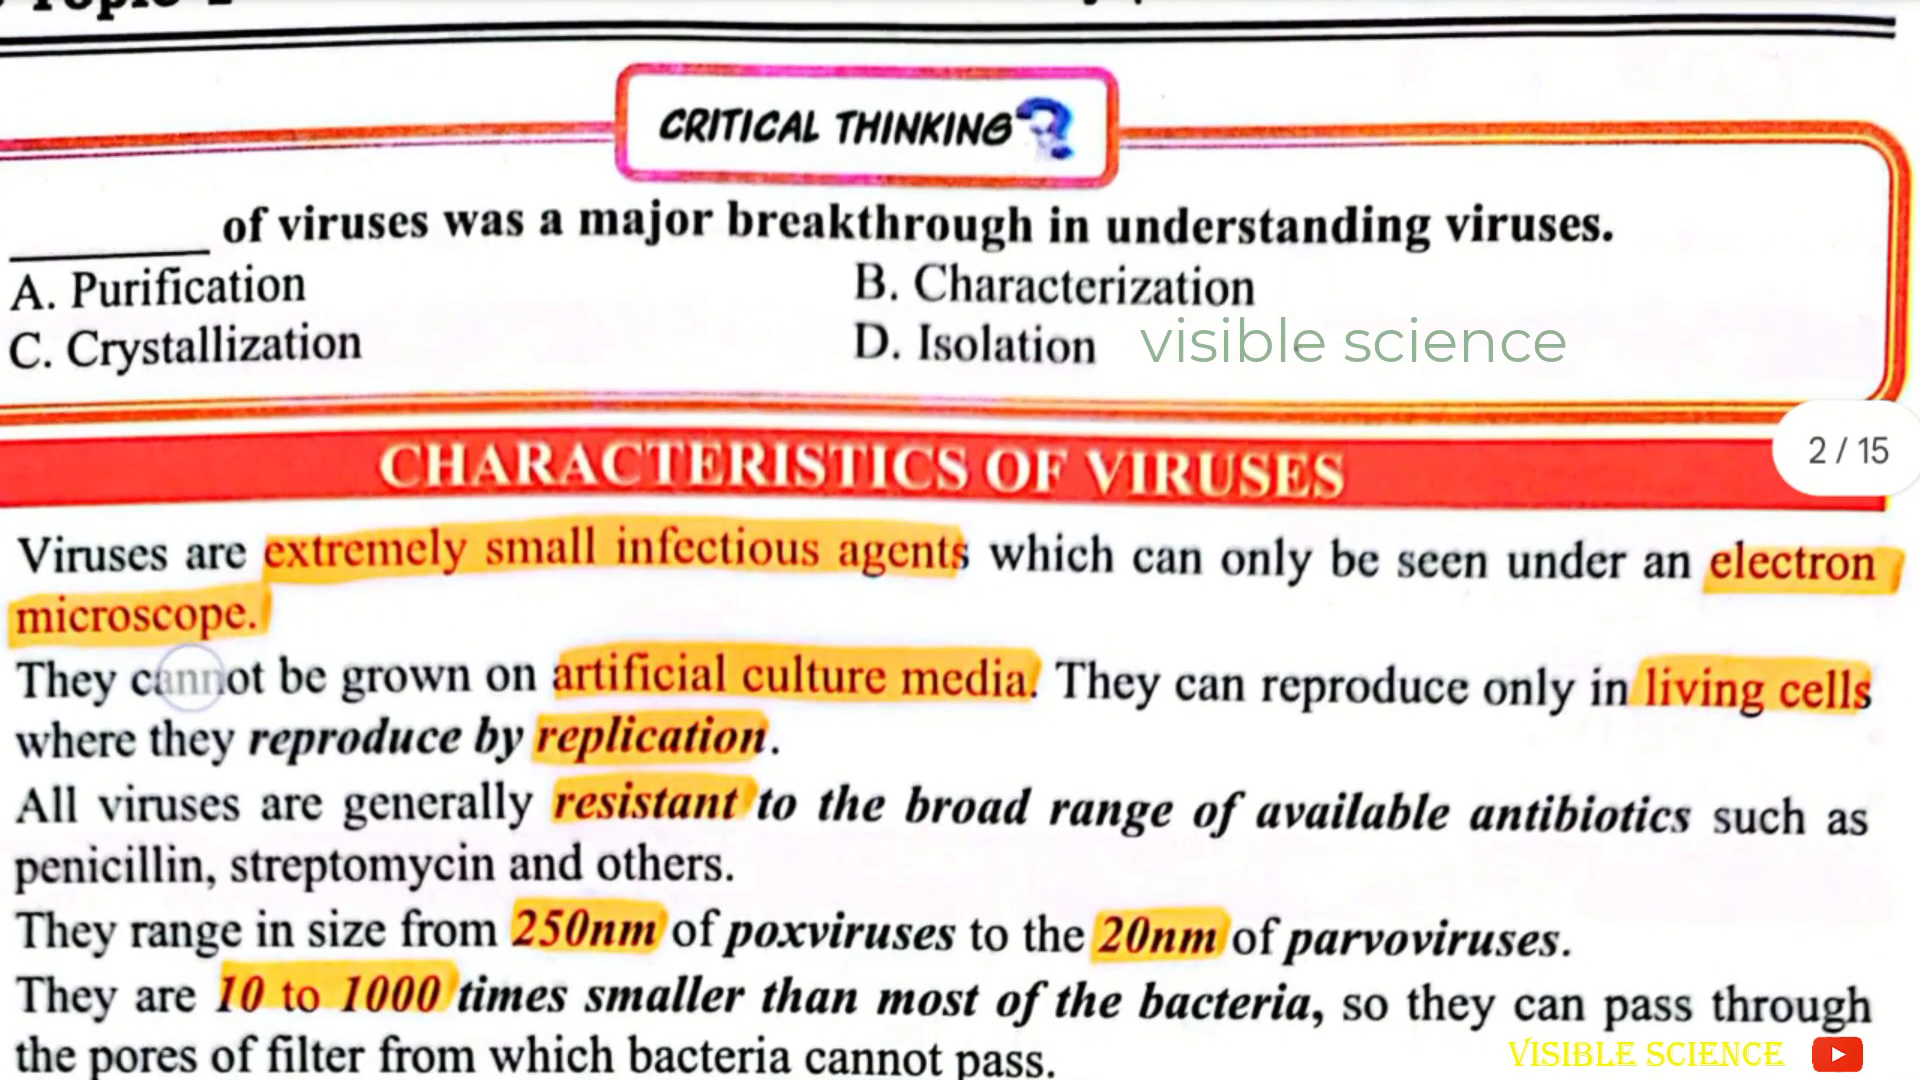 CRITICAL THINKING?
________ of viruses was a major breakthrough in understanding viruses.
A. Purification B. Characterization
C. Crystallization D. Isolation
visible science
CHARACTERISTICS OF VIRUSES
2 / 15
Viruses are extremely small infectious agents which can only be seen under an electron
microscope.
They cannot be grown on artificial culture media. They can reproduce only in living cells
where they reproduce by replication.
All viruses are generally resistant to the broad range of available antibiotics such as
penicillin, streptomycin and others.
They range in size from 250nm of poxviruses to the 20nm of parvoviruses.
They are 10 to 1000 times smaller than most of the bacteria, so they can pass through
the pores of filter from which bacteria cannot pass.
VISIBLE SCIENCE